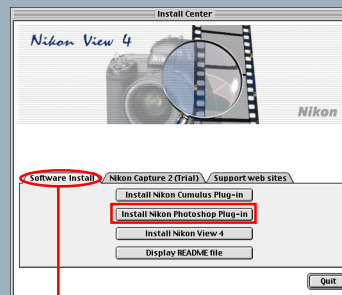 Install Center
Nikon View 4
Nikon
Software Install Nikon Capture 2 (Trial) Support web sites
Install Nikon Cumulus Plug-in
Install Nikon Photoshop Plug-in
Install Nikon View 4
Display README file
Quit